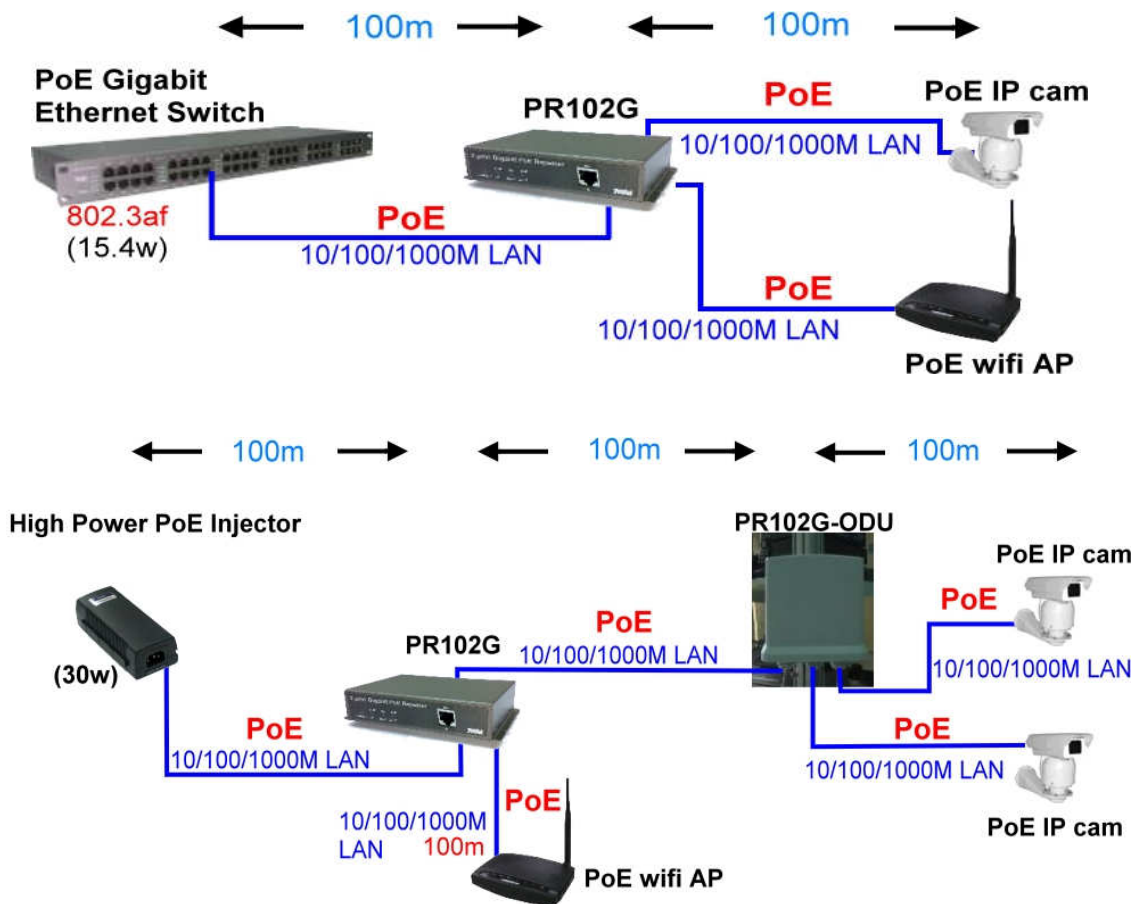 100m
100m
PoE Gigabit
Ethernet Switch
PR102G
PoE
PoE IP cam
10/100/1000M LAN
802.3af
(15.4w)
PoE
10/100/1000M LAN
PoE
10/100/1000M LAN
PoE wifi AP
100m
100m
100m
High Power PoE Injector
PR102G-ODU
PoE IP cam
PoE
PoE
10/100/1000M LAN
10/100/1000M LAN
(30w)
PR102G
PoE
10/100/1000M LAN
PoE
10/100/1000M LAN
PoE IP cam
PoE
10/100/1000M
LAN
100m
PoE wifi AP